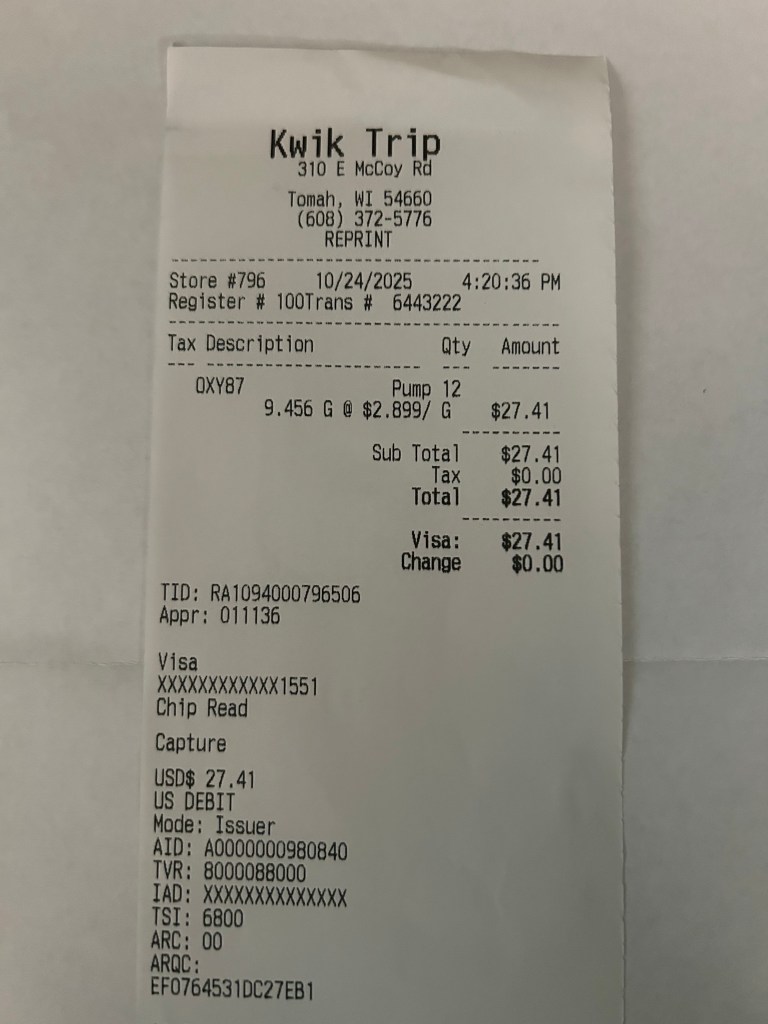 Kwik Trip
310 E McCoy Rd
Tomah, WI 54660
(608) 372-5776
REPRINT
Store #796 10/24/2025 4:20:36 PM
Register # 100Trans # 6443222
Tax Description Qty Amount
OXY87 Pump 12
9.456 G @ $2.899/ G $27.41
Sub Total $27.41
Tax $0.00
Total $27.41
Visa: $27.41
Change $0.00
TID: RA1094000796506
Appr: 011136
Visa
XXXXXXXXXXXX1551
Chip Read
Capture
USD$ 27.41
US DEBIT
Mode: Issuer
AID: A0000000980840
TVR: 8000088000
IAD: XXXXXXXXXXXXXX
TSI: 6800
ARC: 00
ARQC:
EF0764531DC27EB1